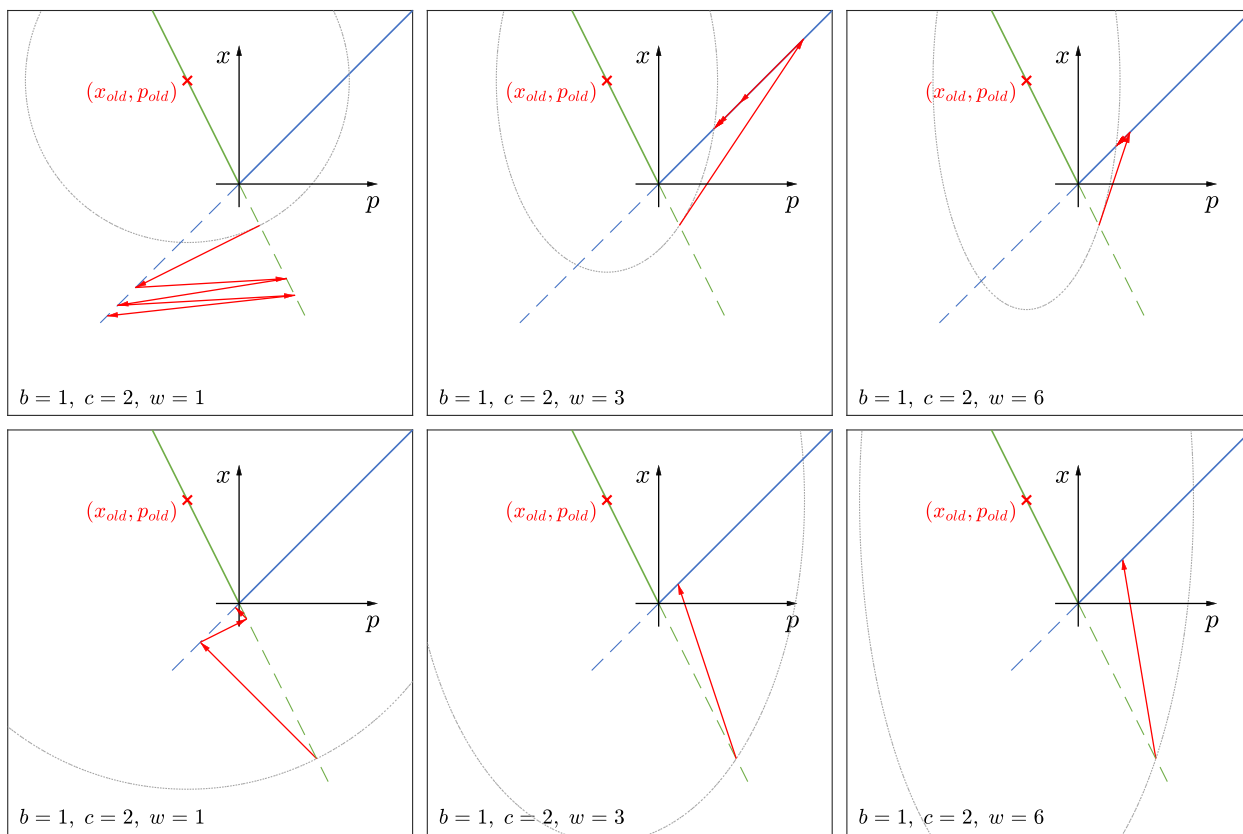 x
(x_old, p_old)
p
b = 1, c = 2, w = 1
x
(x_old, p_old)
p
b = 1, c = 2, w = 3
x
(x_old, p_old)
p
b = 1, c = 2, w = 6
x
(x_old, p_old)
p
b = 1, c = 2, w = 1
x
(x_old, p_old)
p
b = 1, c = 2, w = 3
x
(x_old, p_old)
p
b = 1, c = 2, w = 6